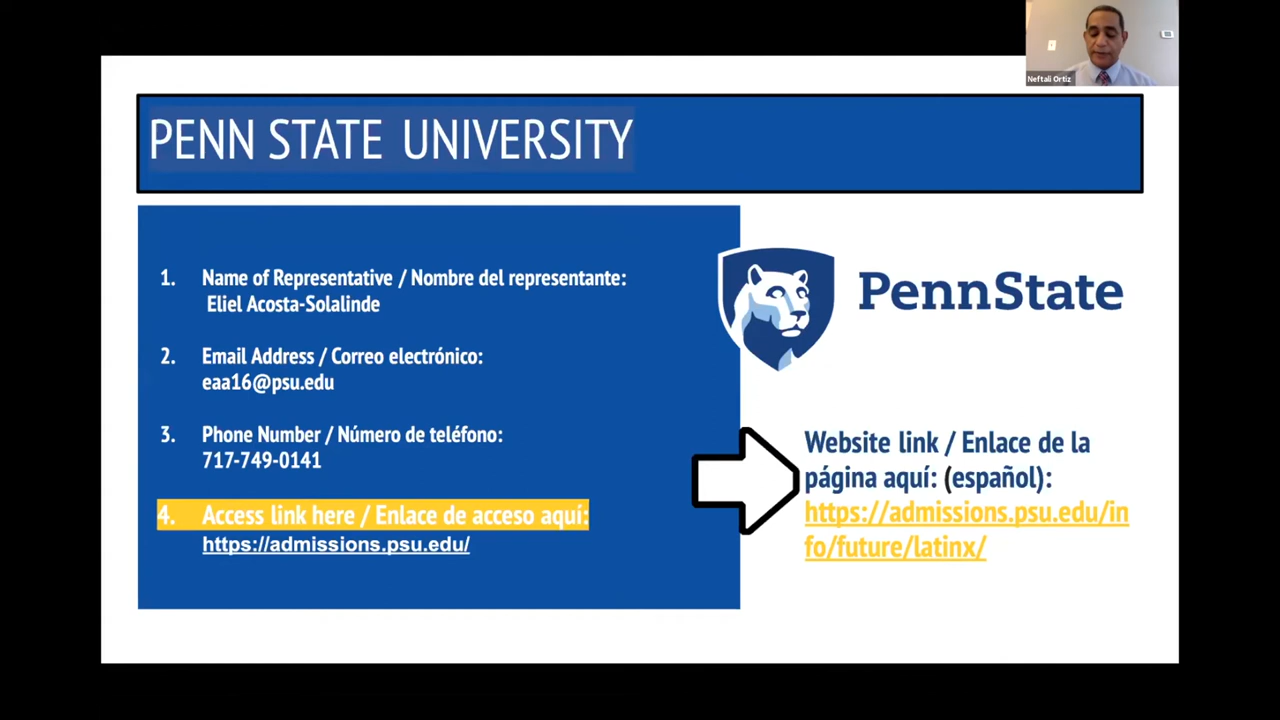 Neftali Ortiz
PENN STATE UNIVERSITY
1. Name of Representative / Nombre del representante:
Eliel Acosta-Solalinde
2. Email Address / Correo electrónico:
eaa16@psu.edu
3. Phone Number / Número de teléfono:
717-749-0141
4. Access link here / Enlace de acceso aquí:
https://admissions.psu.edu/
PennState
Website link / Enlace de la
página aquí: (español):
https://admissions.psu.edu/in
fo/future/latinx/